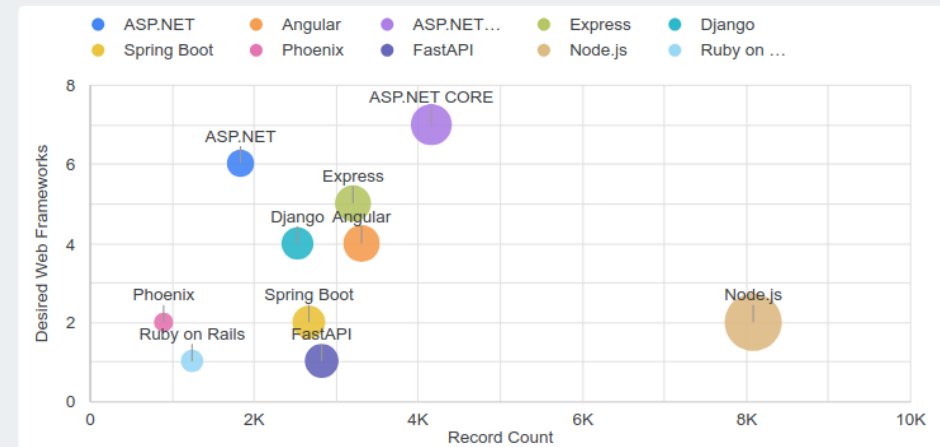 ASP.NET Angular ASP.NET... Express Django
Spring Boot Phoenix FastAPI Node.js Ruby on ...
8
ASP.NET CORE
ASP.NET
6
Express
Django Angular
4
Phoenix Spring Boot Node.js
2
Ruby on Rails FastAPI
0
Desired Web Frameworks
0 2K 4K 6K 8K 10K
Record Count